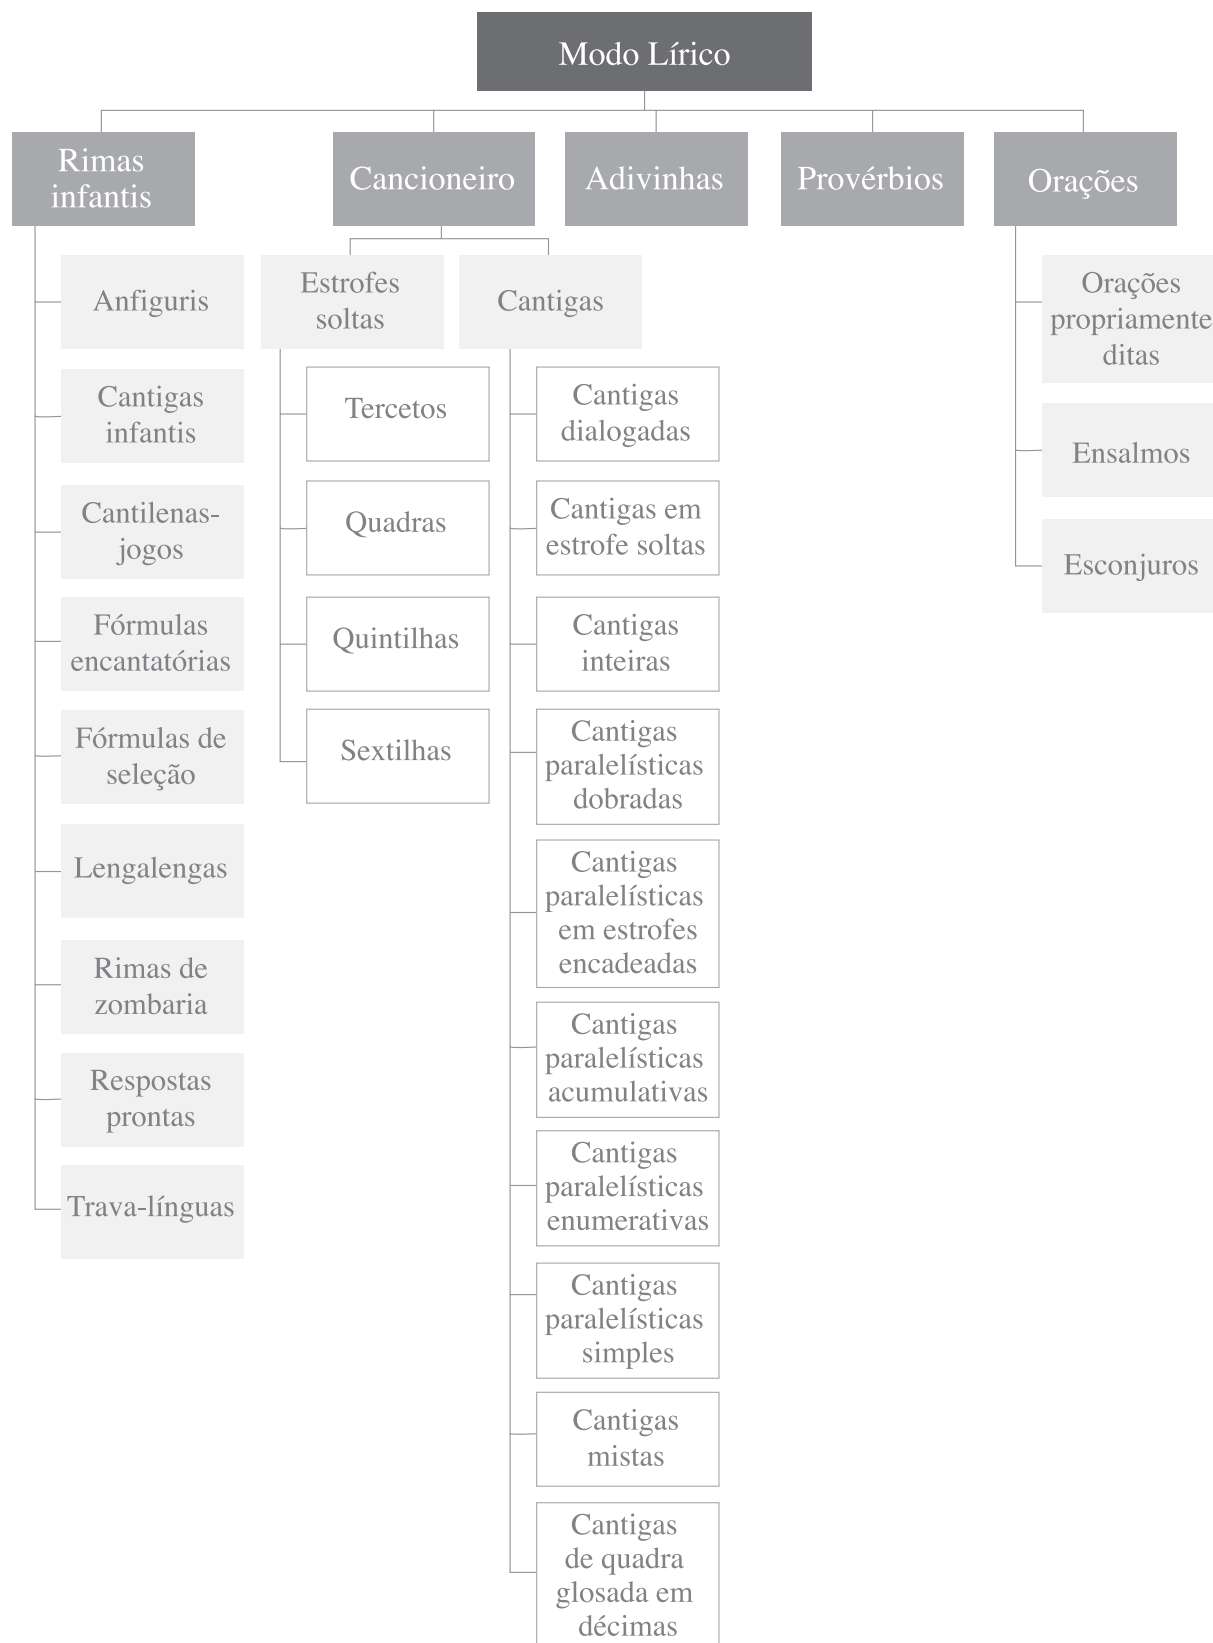 Modo Lírico
Rimas
infantis
Cancioneiro
Adivinhas
Provérbios
Orações
Anfiguris
Cantigas
infantis
Cantilenas-
jogos
Fórmulas
encantatórias
Fórmulas de
seleção
Lengalengas
Rimas de
zombaria
Respostas
prontas
Trava-línguas
Estrofes
soltas
Tercetos
Quadras
Quintilhas
Sextilhas
Cantigas
Cantigas
dialogadas
Cantigas em
estrofe soltas
Cantigas
inteiras
Cantigas
paralelísticas
dobradas
Cantigas
paralelísticas
em estrofes
encadeadas
Cantigas
paralelísticas
acumulativas
Cantigas
paralelísticas
enumerativas
Cantigas
paralelísticas
simples
Cantigas
mistas
Cantigas
de quadra
glosada em
décimas
Orações
propriamente
ditas
Ensalmos
Esconjuros